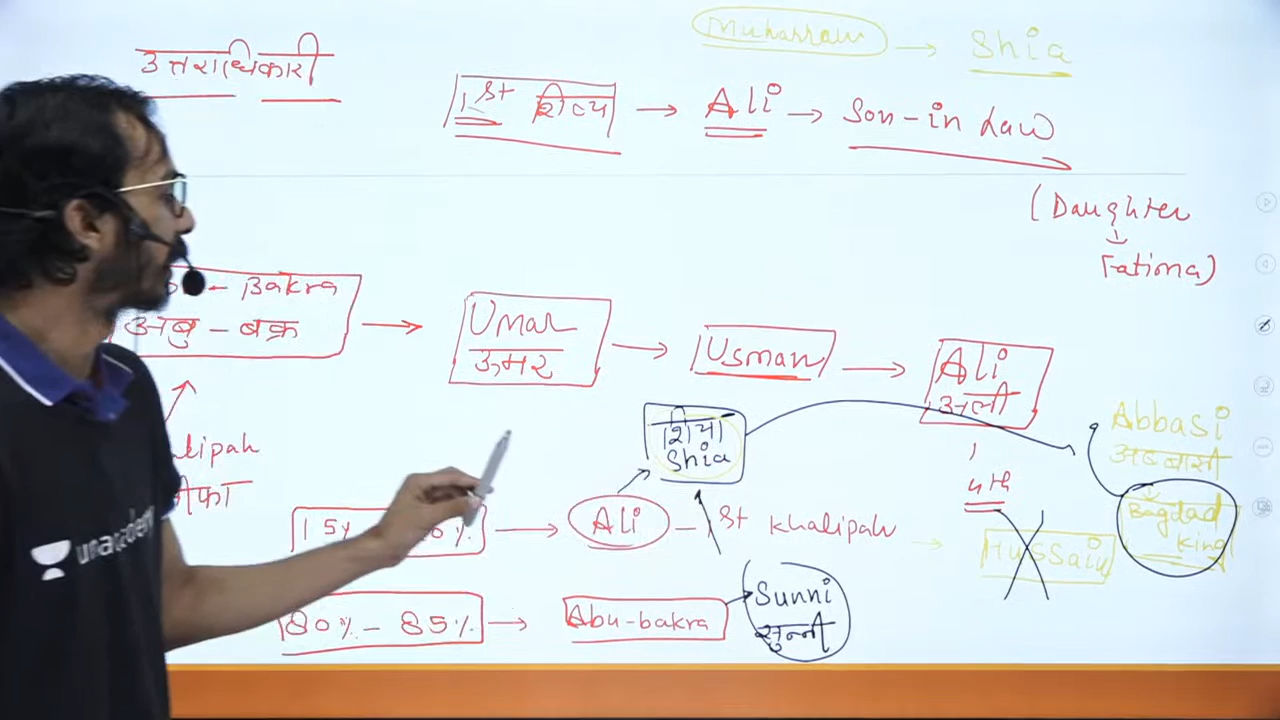 Muharram → Shia
उत्तराधिकारी
1st शिष्य → Ali → Son-in Law
(Daughter
↓
Fatima)
- Bakra
अबु - बक्र
→ Umar
उमर
→ Usman
→ Ali
अली
शिया
Shia
Abbasi
अब्बासी
4th
Bagdad
King
Hussain
→ Ali - 1st Khalipah
80% - 85% → Abu-bakra
Sunni
सुन्नी
unacademy